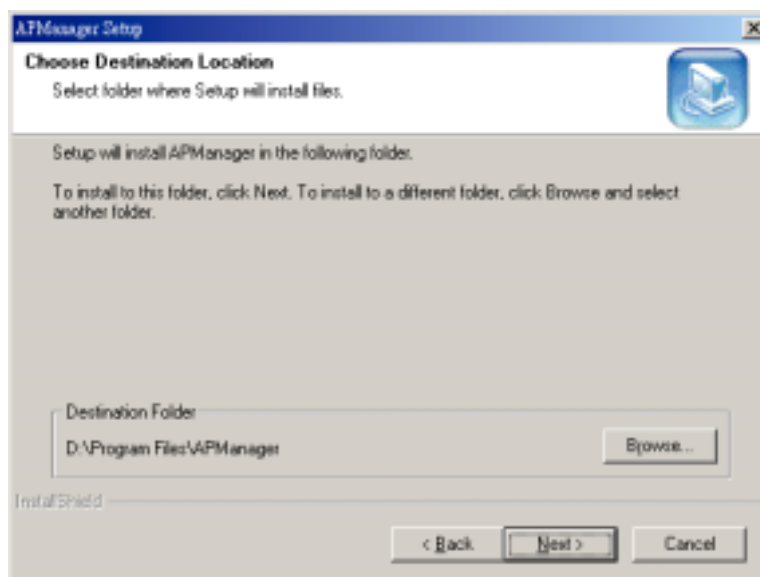 APManager Setup
Choose Destination Location
Select folder where Setup will install files.
Setup will install APManager in the following folder.
To install to this folder, click Next. To install to a different folder, click Browse and select
another folder.
Destination Folder
D:\Program Files\APManager
Browse...
InstallShield
< Back
Next >
Cancel